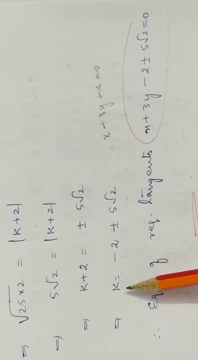 ⇒ √25×2 = |k+2|
⇒ 5√2 = |k+2|
⇒ k+2 = ± 5√2
⇒ k = -2 ± 5√2
x+3y+k=0
∴ Eq of req. tangents
x+3y-2±5√2=0